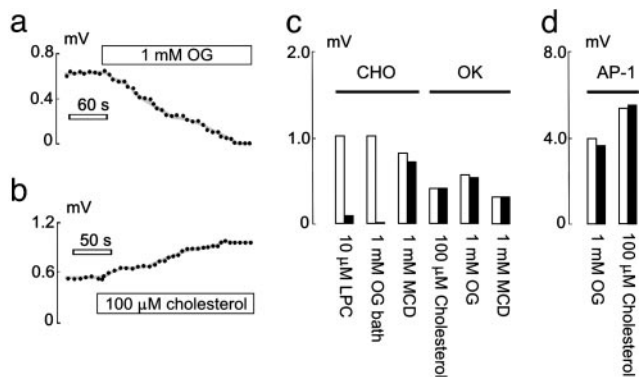 a
mV
1 mM OG
0.8
0.4
0
60 s
b
mV
1.2
0.6
0
50 s
100 µM cholesterol
c
mV
2.0
1.0
0
CHO
OK
10 µM LPC
1 mM OG bath
1 mM MCD
100 µM Cholesterol
1 mM OG
1 mM MCD
d
mV
8.0
4.0
0
AP-1
1 mM OG
100 µM Cholesterol